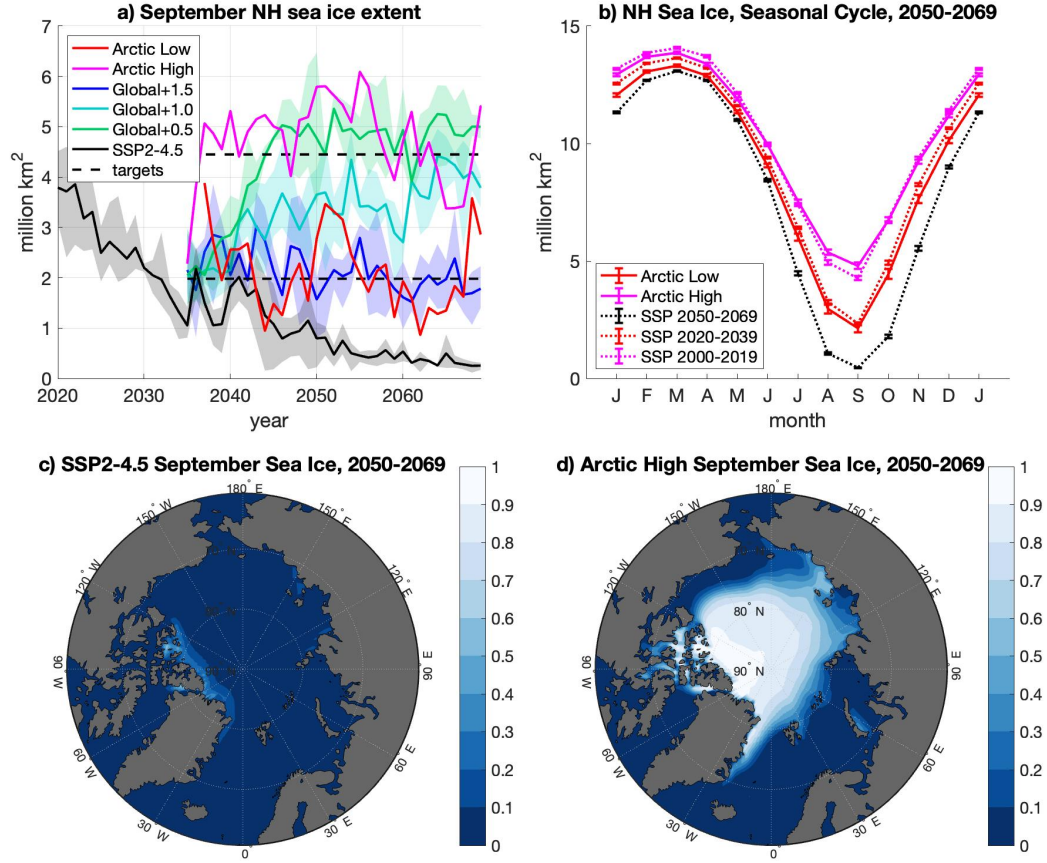 a) September NH sea ice extent
7
6
5
4
3
2
1
0
million km2
2020
2030
2040
2050
2060
year
Arctic Low
Arctic High
Global+1.5
Global+1.0
Global+0.5
SSP2-4.5
targets
b) NH Sea Ice, Seasonal Cycle, 2050-2069
15
10
5
0
million km2
J F M A M J J A S O N D J
month
Arctic Low
Arctic High
SSP 2050-2069
SSP 2020-2039
SSP 2000-2019
c) SSP2-4.5 September Sea Ice, 2050-2069
180° E
150° W
150° E
120° W
120° E
90° W
90° E
60° W
60° E
30° W
30° E
0°
80° N
90° N
1
0.9
0.8
0.7
0.6
0.5
0.4
0.3
0.2
0.1
0
d) Arctic High September Sea Ice, 2050-2069
180° E
150° W
150° E
120° W
120° E
90° W
90° E
60° W
60° E
30° W
30° E
0°
80° N
90° N
1
0.9
0.8
0.7
0.6
0.5
0.4
0.3
0.2
0.1
0